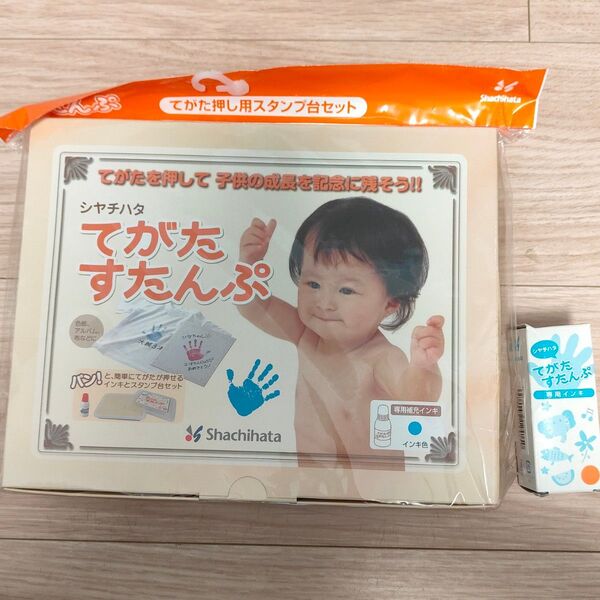 たんぷ
てがた押し用スタンプ台セット
Shachihata
てがたを押して 子供の成長を記念に残そう!!
シヤチハタ
てがた
すたんぷ
色紙、
アルバム、
布などに
パン!と、簡単にてがたが押せる
インキとスタンプ台セット
専用補充インキ
インキ色
Shachihata
シヤチハタ
てがた
すたんぷ
専用インキ